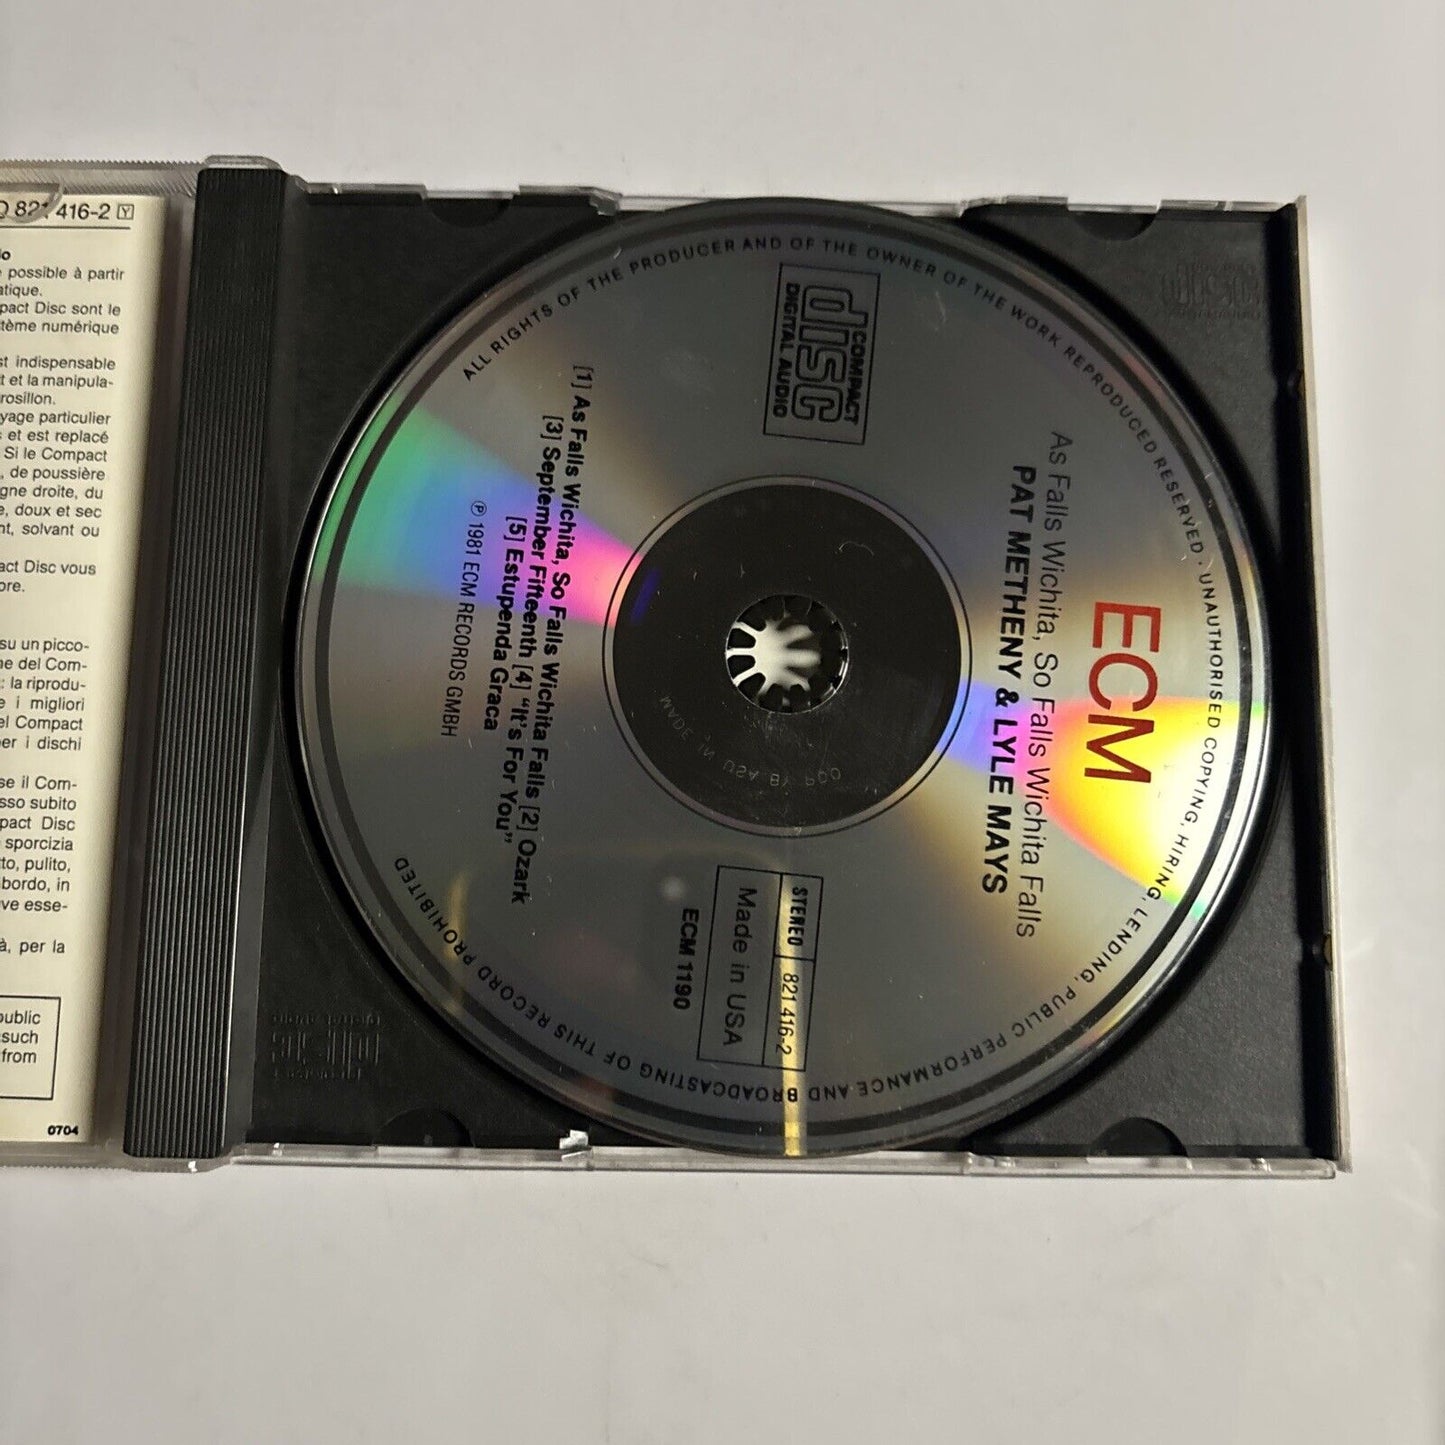 821 416-2 Y
possible à partir
pact Disc sont le
tème numérique
st indispensable
t et la manipula-
rosillon.
yage particulier
s et est replacé
Si le Compact
, de poussière
gne droite, du
e, doux et sec
nt, solvant ou
act Disc vous
ore.
su un picco-
ne del Com-
: la riprodu-
e i migliori
el Compact
per i dischi
se il Com-
sso subito
pact Disc
sporcizia
tto, pulito,
bordo, in
ve esse-
à, per la
public
such
from
0704
ECM
As Falls Wichita, So Falls Wichita Falls
PAT METHENY & LYLE MAYS
COMPACT
disc
DIGITAL AUDIO
STEREO 821 416-2
Made in USA
ECM 1190
MADE IN USA BY PDO
[1] As Falls Wichita, So Falls Wichita Falls [2] Ozark
[3] September Fifteenth [4] “It's For You”
[5] Estupenda Graca
℗ 1981 ECM RECORDS GMBH
ALL RIGHTS OF THE PRODUCER AND OF THE OWNER OF THE WORK REPRODUCED RESERVED. UNAUTHORISED COPYING, HIRING, LENDING, PUBLIC PERFORMANCE AND BROADCASTING OF THIS RECORD PROHIBITED